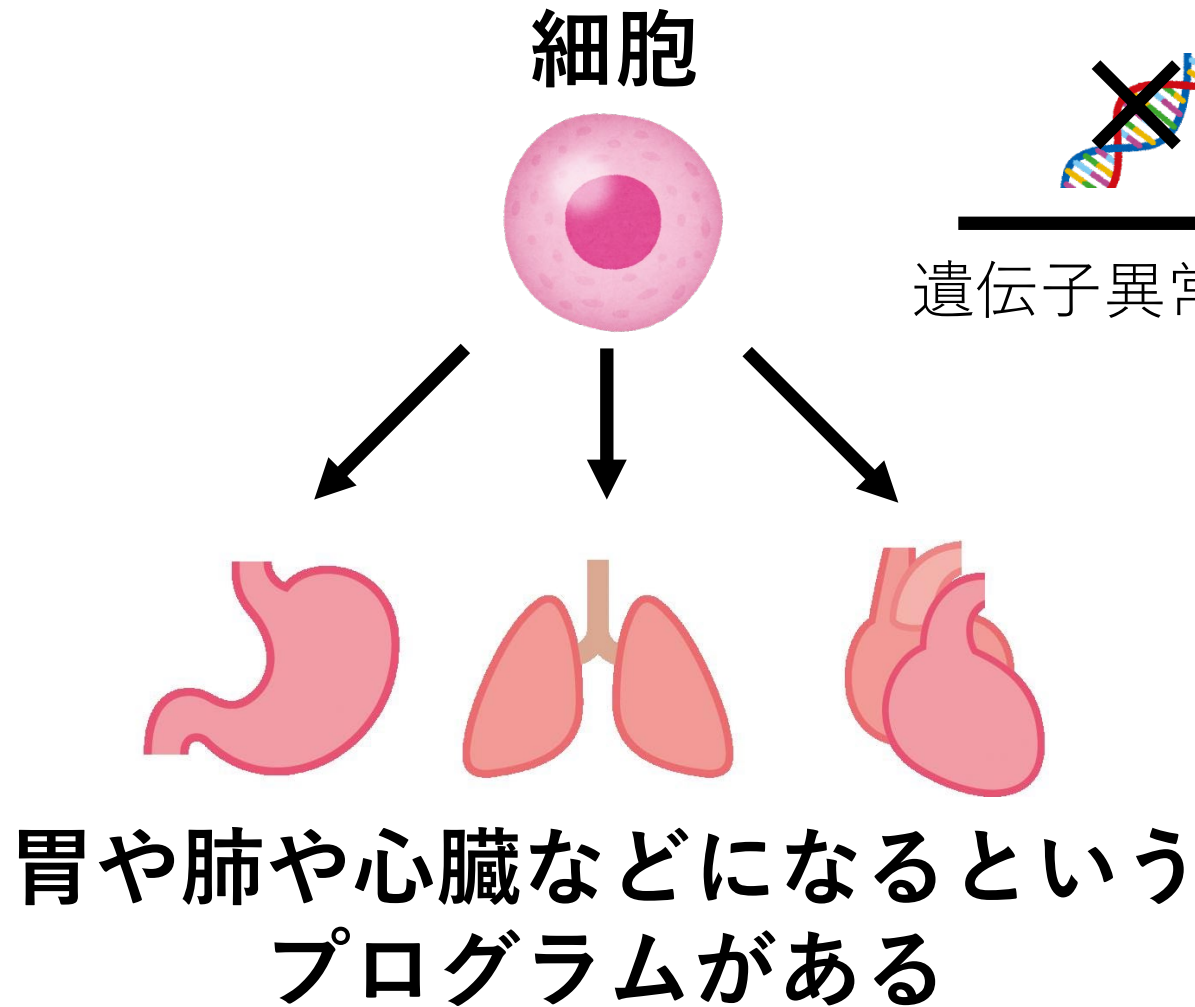 細胞
遺伝子異常
胃や肺や心臓などになるという
プログラムがある